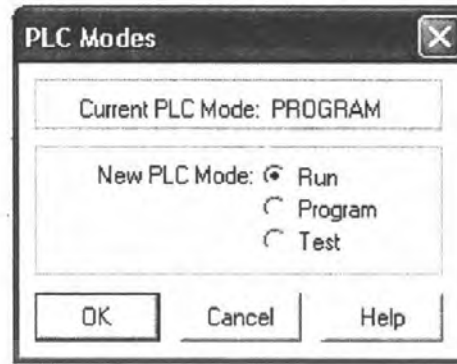 PLC Modes
Current PLC Mode: PROGRAM
New PLC Mode: Run
Program
Test
OK Cancel Help